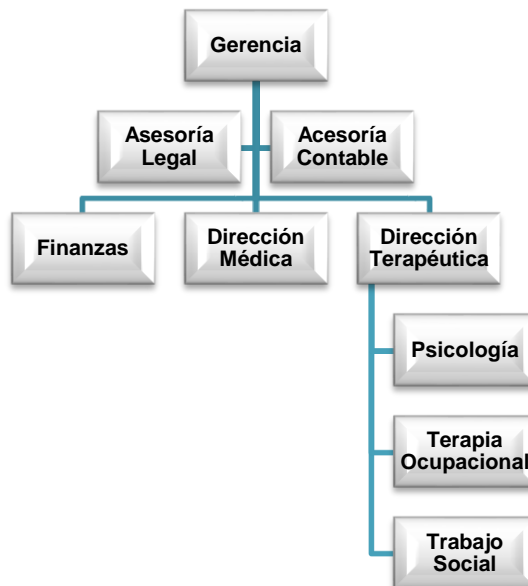 Gerencia
Asesoría
Legal
Acesoría
Contable
Finanzas
Dirección
Médica
Dirección
Terapéutica
Psicología
Terapia
Ocupacional
Trabajo
Social